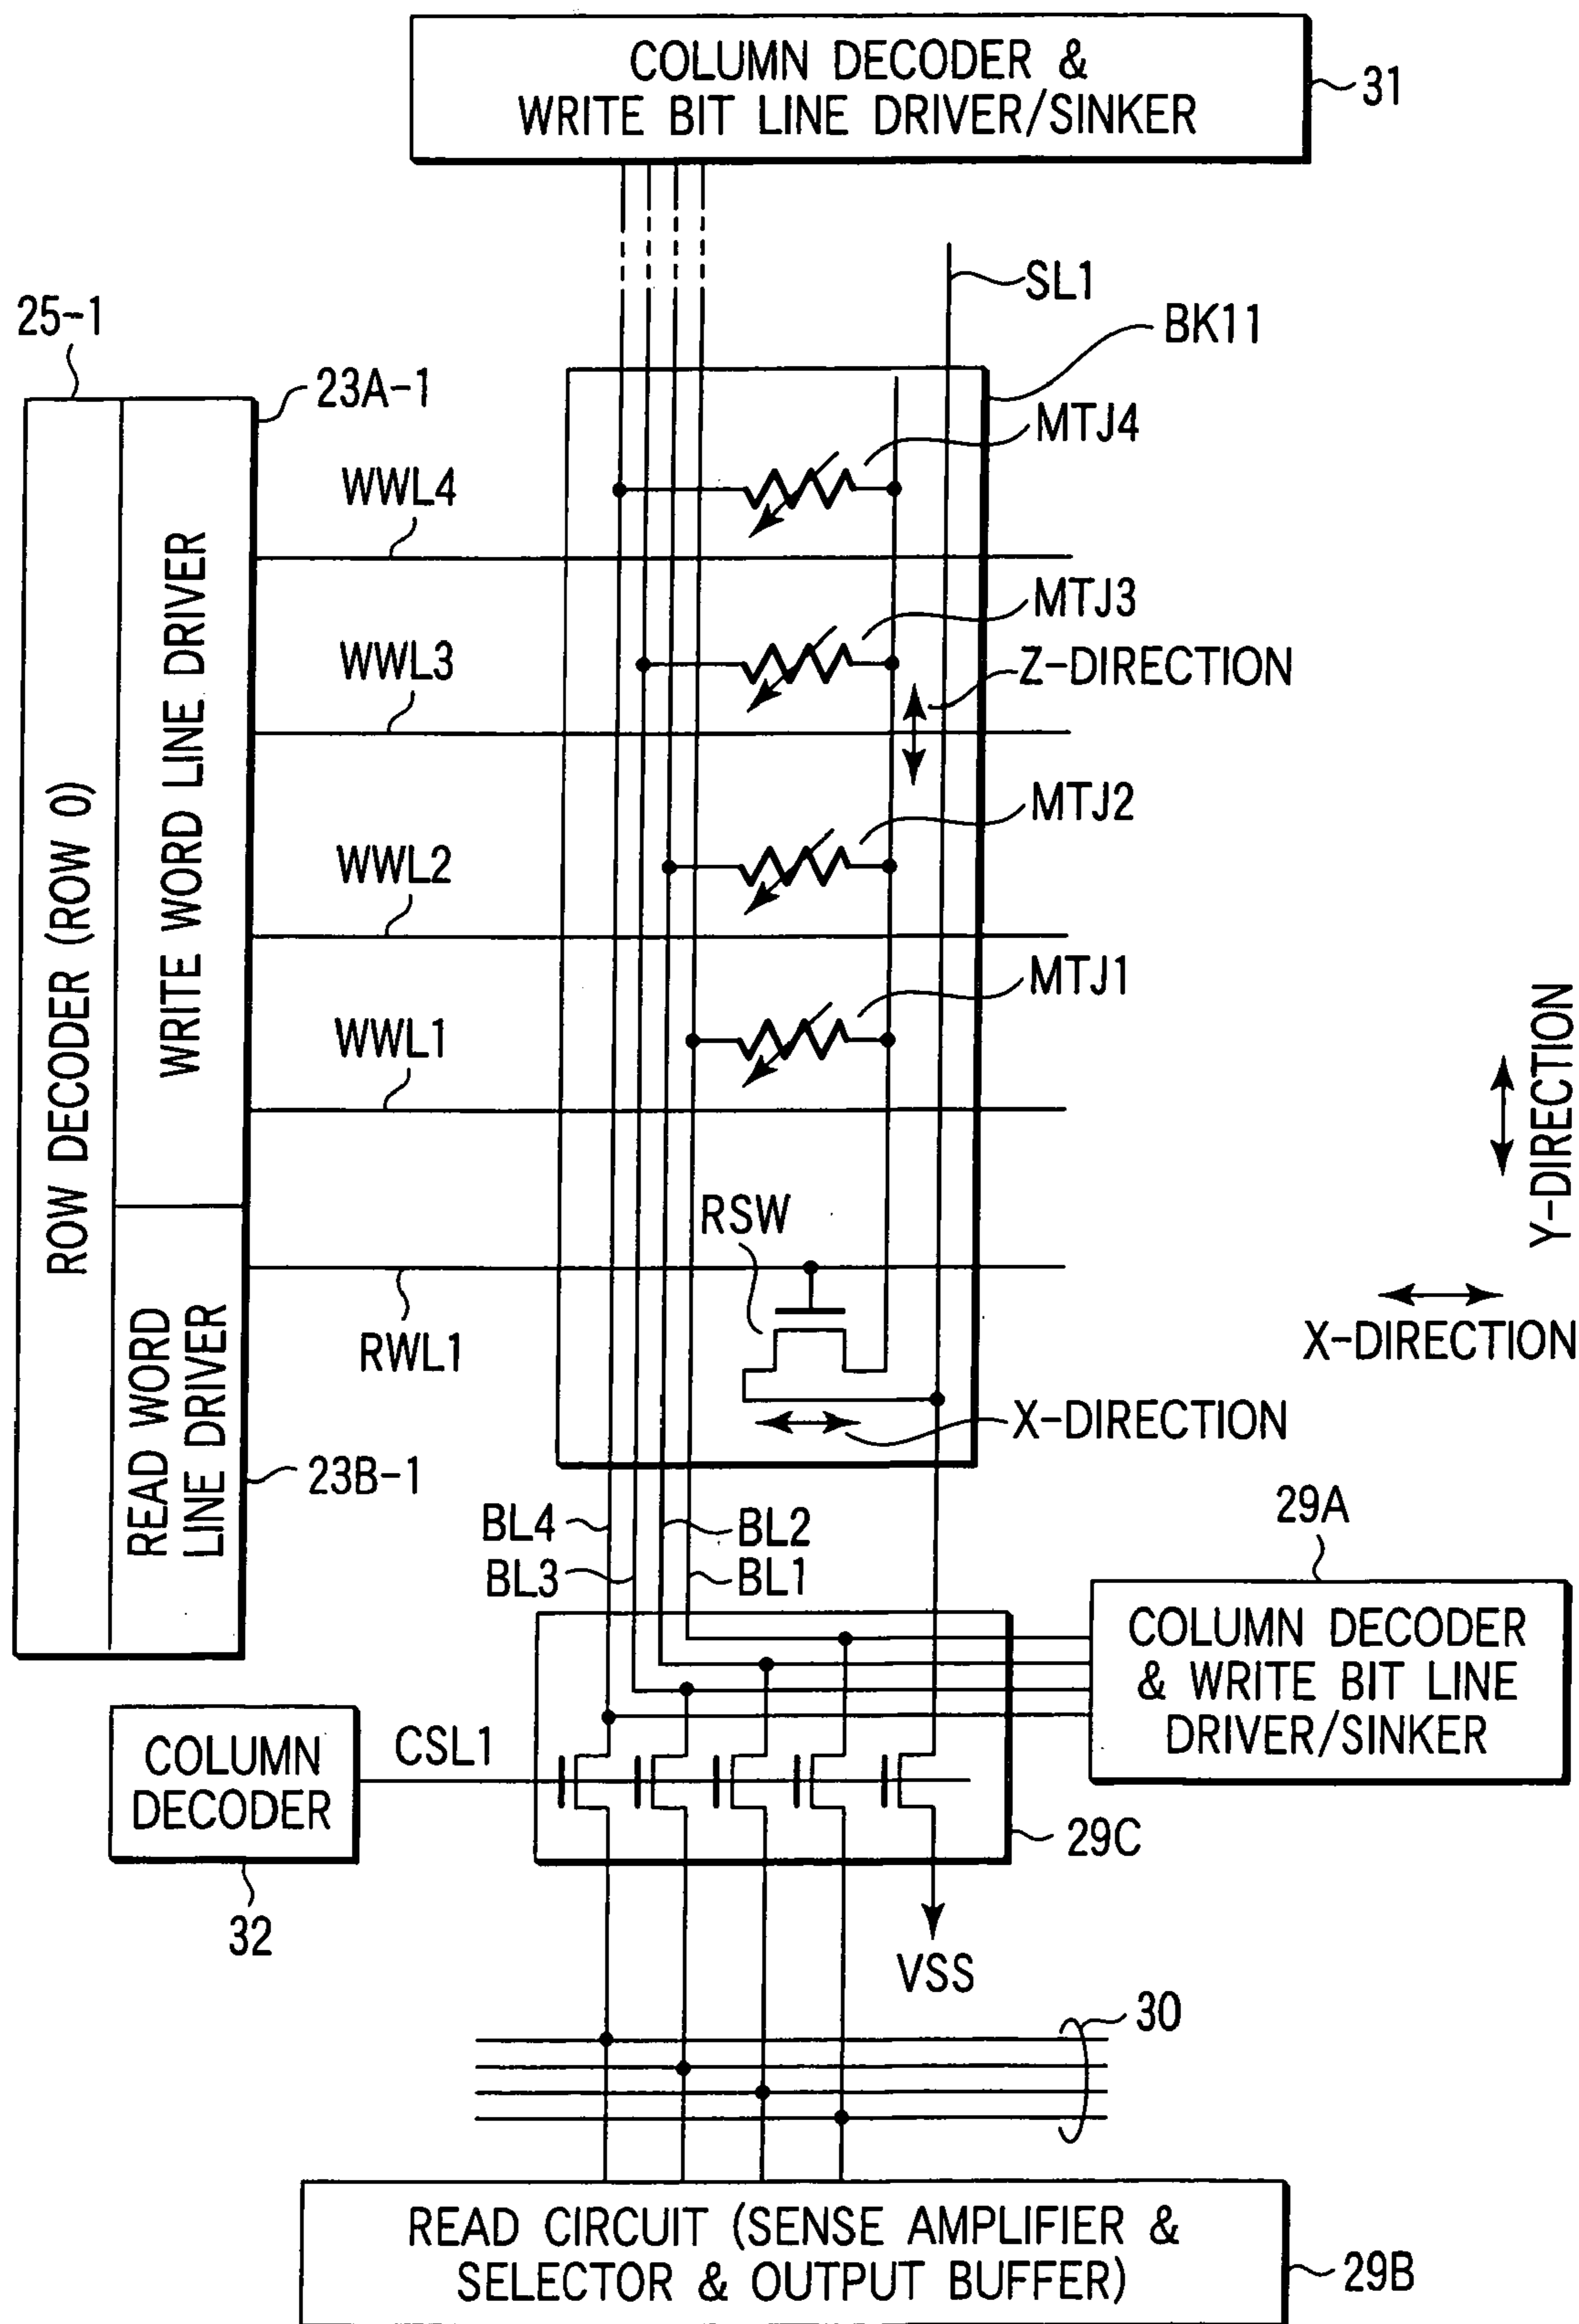 COLUMN DECODER &
WRITE BIT LINE DRIVER/SINKER
31
SL1
BK11
25-1
23A-1
MTJ4
WWL4
MTJ3
WWL3
Z-DIRECTION
MTJ2
WWL2
MTJ1
WWL1
ROW DECODER (ROW 0)
WRITE WORD LINE DRIVER
Y-DIRECTION
RSW
RWL1
X-DIRECTION
X-DIRECTION
READ WORD
LINE DRIVER
23B-1
BL4
BL2
BL3
BL1
29A
COLUMN DECODER
& WRITE BIT LINE
DRIVER/SINKER
COLUMN
DECODER
CSL1
29C
32
VSS
30
READ CIRCUIT (SENSE AMPLIFIER &
SELECTOR & OUTPUT BUFFER)
29B